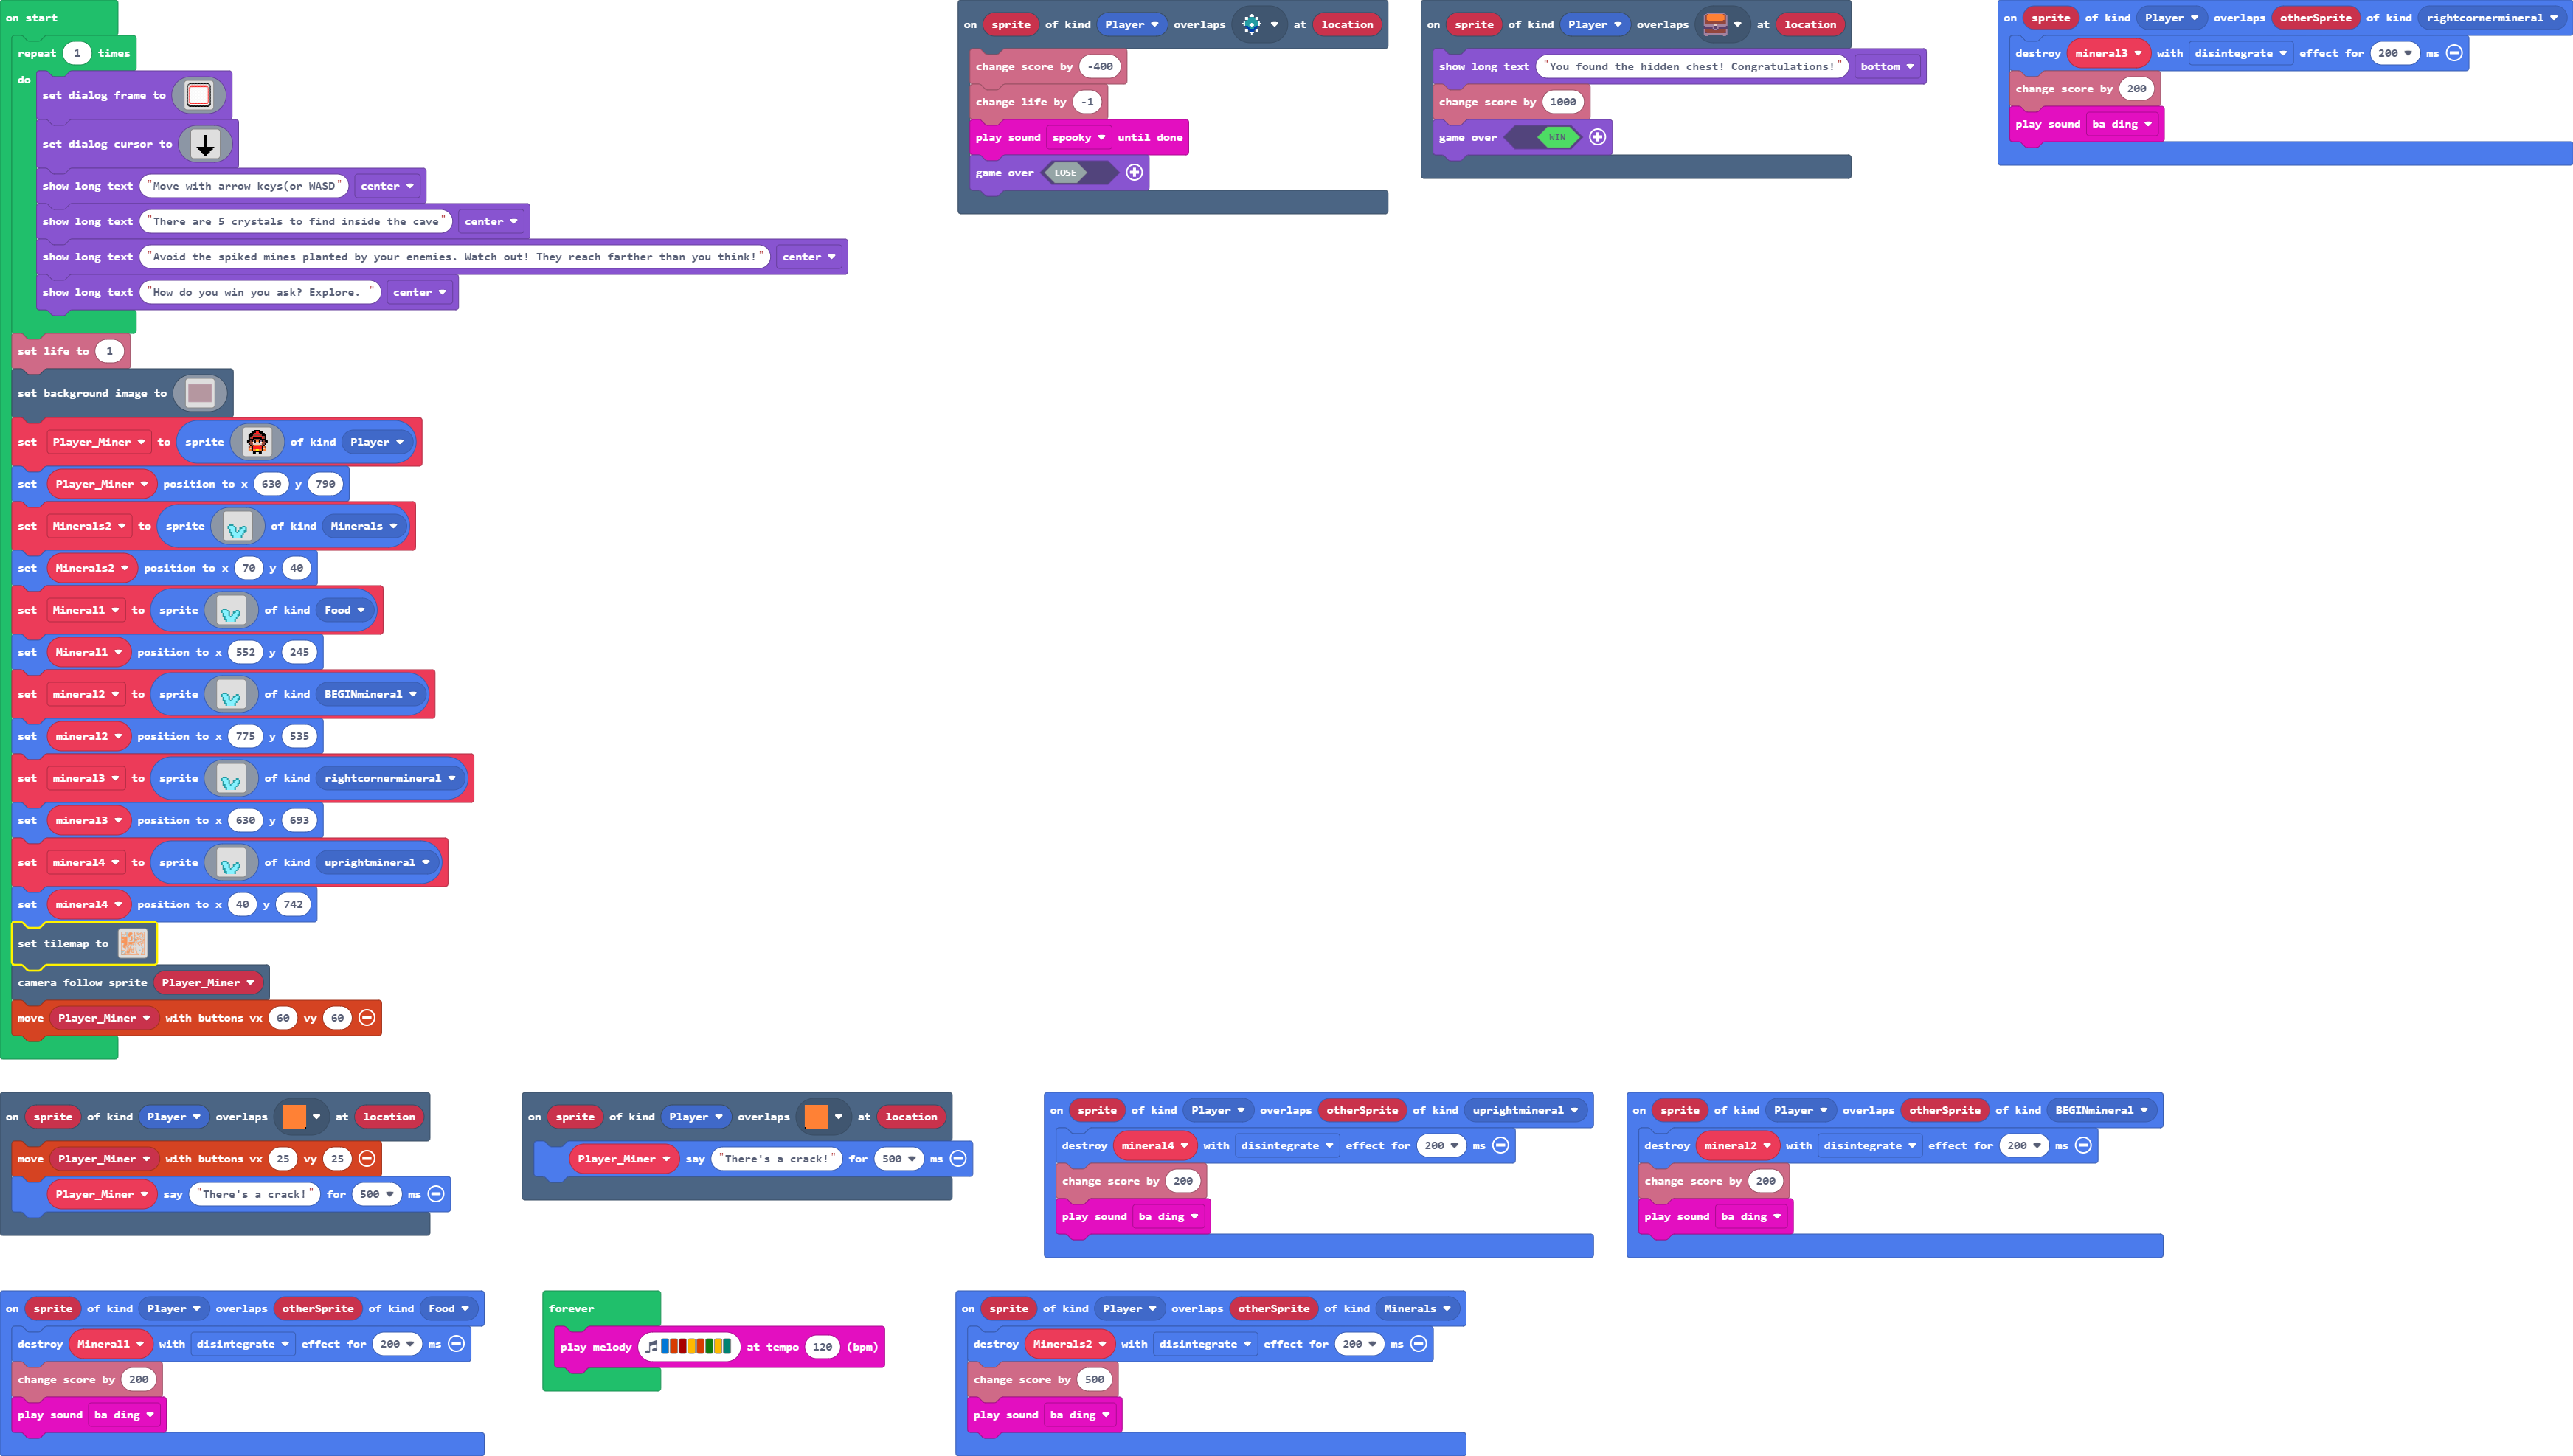 on start
repeat 1 times
do
set dialog frame to
set dialog cursor to
show long text "Move with arrow keys(or WASD" center
show long text "There are 5 crystals to find inside the cave" center
show long text "Avoid the spiked mines planted by your enemies. Watch out! They reach farther than you think!" center
show long text "How do you win you ask? Explore. " center
set life to 1
set background image to
set Player_Miner to sprite of kind Player
set Player_Miner position to x 630 y 790
set Minerals2 to sprite of kind Minerals
set Minerals2 position to x 70 y 40
set Mineral1 to sprite of kind Food
set Mineral1 position to x 552 y 245
set mineral2 to sprite of kind BEGINmineral
set mineral2 position to x 775 y 535
set mineral3 to sprite of kind rightcornermineral
set mineral3 position to x 630 y 693
set mineral4 to sprite of kind uprightmineral
set mineral4 position to x 40 y 742
set tilemap to
camera follow sprite Player_Miner
move Player_Miner with buttons vx 60 vy 60
on sprite of kind Player overlaps at location
change score by -400
change life by -1
play sound spooky until done
game over LOSE
on sprite of kind Player overlaps at location
show long text "You found the hidden chest! Congratulations!" bottom
change score by 1000
game over WIN
on sprite of kind Player overlaps otherSprite of kind rightcornermineral
destroy mineral3 with disintegrate effect for 200 ms
change score by 200
play sound ba ding
on sprite of kind Player overlaps at location
move Player_Miner with buttons vx 25 vy 25
Player_Miner say "There's a crack!" for 500 ms
on sprite of kind Player overlaps at location
Player_Miner say "There's a crack!" for 500 ms
on sprite of kind Player overlaps otherSprite of kind uprightmineral
destroy mineral4 with disintegrate effect for 200 ms
change score by 200
play sound ba ding
on sprite of kind Player overlaps otherSprite of kind BEGINmineral
destroy mineral2 with disintegrate effect for 200 ms
change score by 200
play sound ba ding
on sprite of kind Player overlaps otherSprite of kind Food
destroy Mineral1 with disintegrate effect for 200 ms
change score by 200
play sound ba ding
forever
play melody at tempo 120 (bpm)
on sprite of kind Player overlaps otherSprite of kind Minerals
destroy Minerals2 with disintegrate effect for 200 ms
change score by 500
play sound ba ding